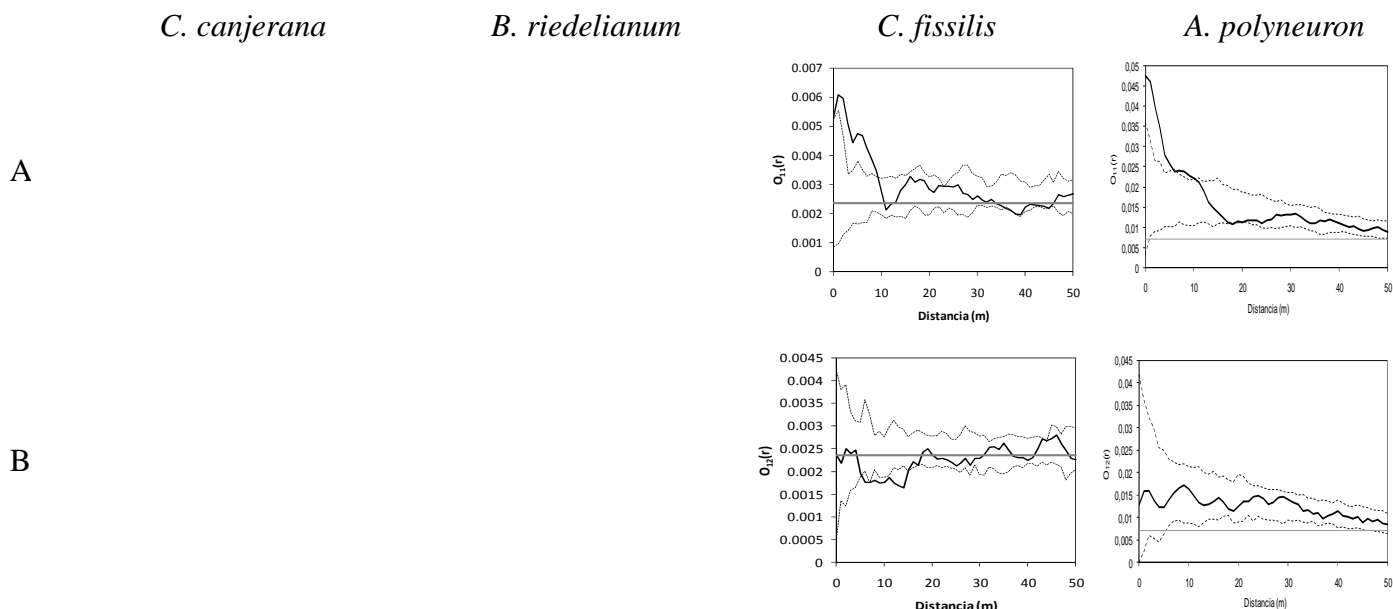 C. canjerana B. riedelianum C. fissilis A. polyneuron
A
0.007
0.006
0.005
0.004
0.003
0.002
0.001
0
O₁₁(r)
0 10 20 30 40 50
Distancia (m)
0,05
0,045
0,04
0,035
0,03
0,025
0,02
0,015
0,01
0,005
0
O₁₁(r)
0 10 20 30 40 50
Distancia (m)
B
0.0045
0.004
0.0035
0.003
0.0025
0.002
0.0015
0.001
0.0005
0
O₁₂(r)
0 10 20 30 40 50
Distancia (m)
0,045
0,04
0,035
0,03
0,025
0,02
0,015
0,01
0,005
0
O₁₂(r)
0 10 20 30 40 50
Distancia (m)